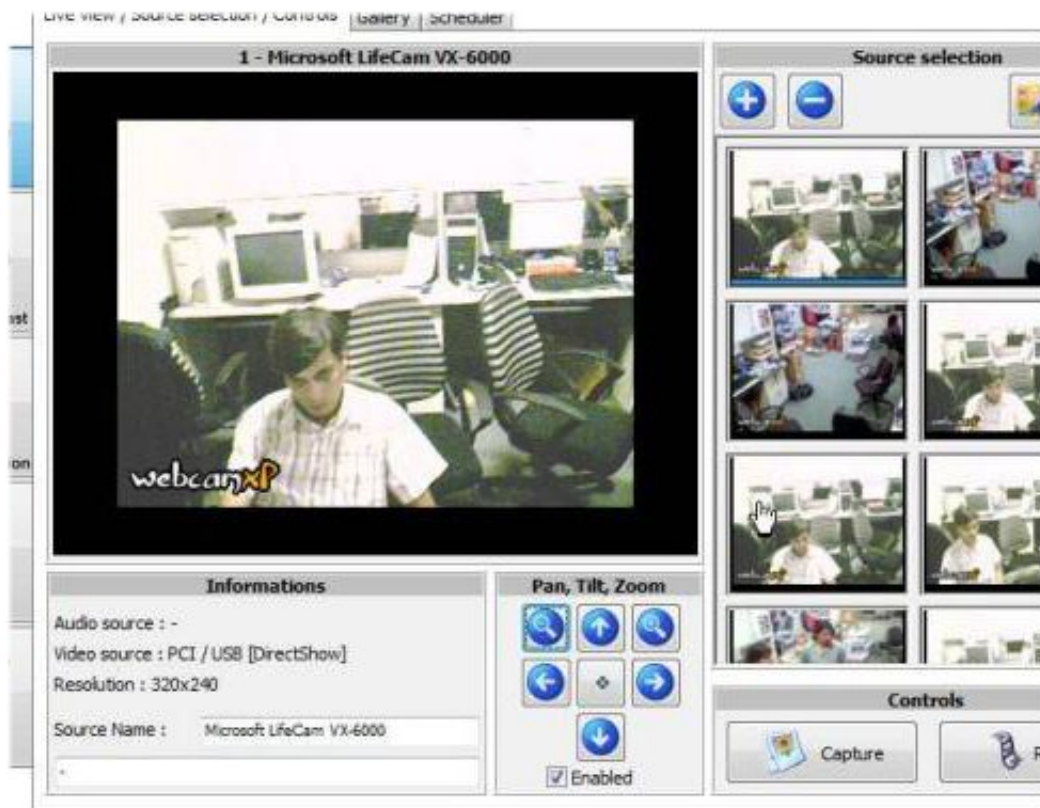 Live View / Source selection / Controls
Gallery
Scheduler
1 - Microsoft LifeCam VX-6000
Source selection
webcamXP
Informations
Audio source : -
Video source : PCI / USB [DirectShow]
Resolution : 320x240
Source Name :
Microsoft LifeCam VX-6000
-
Pan, Tilt, Zoom
Enabled
Controls
Capture